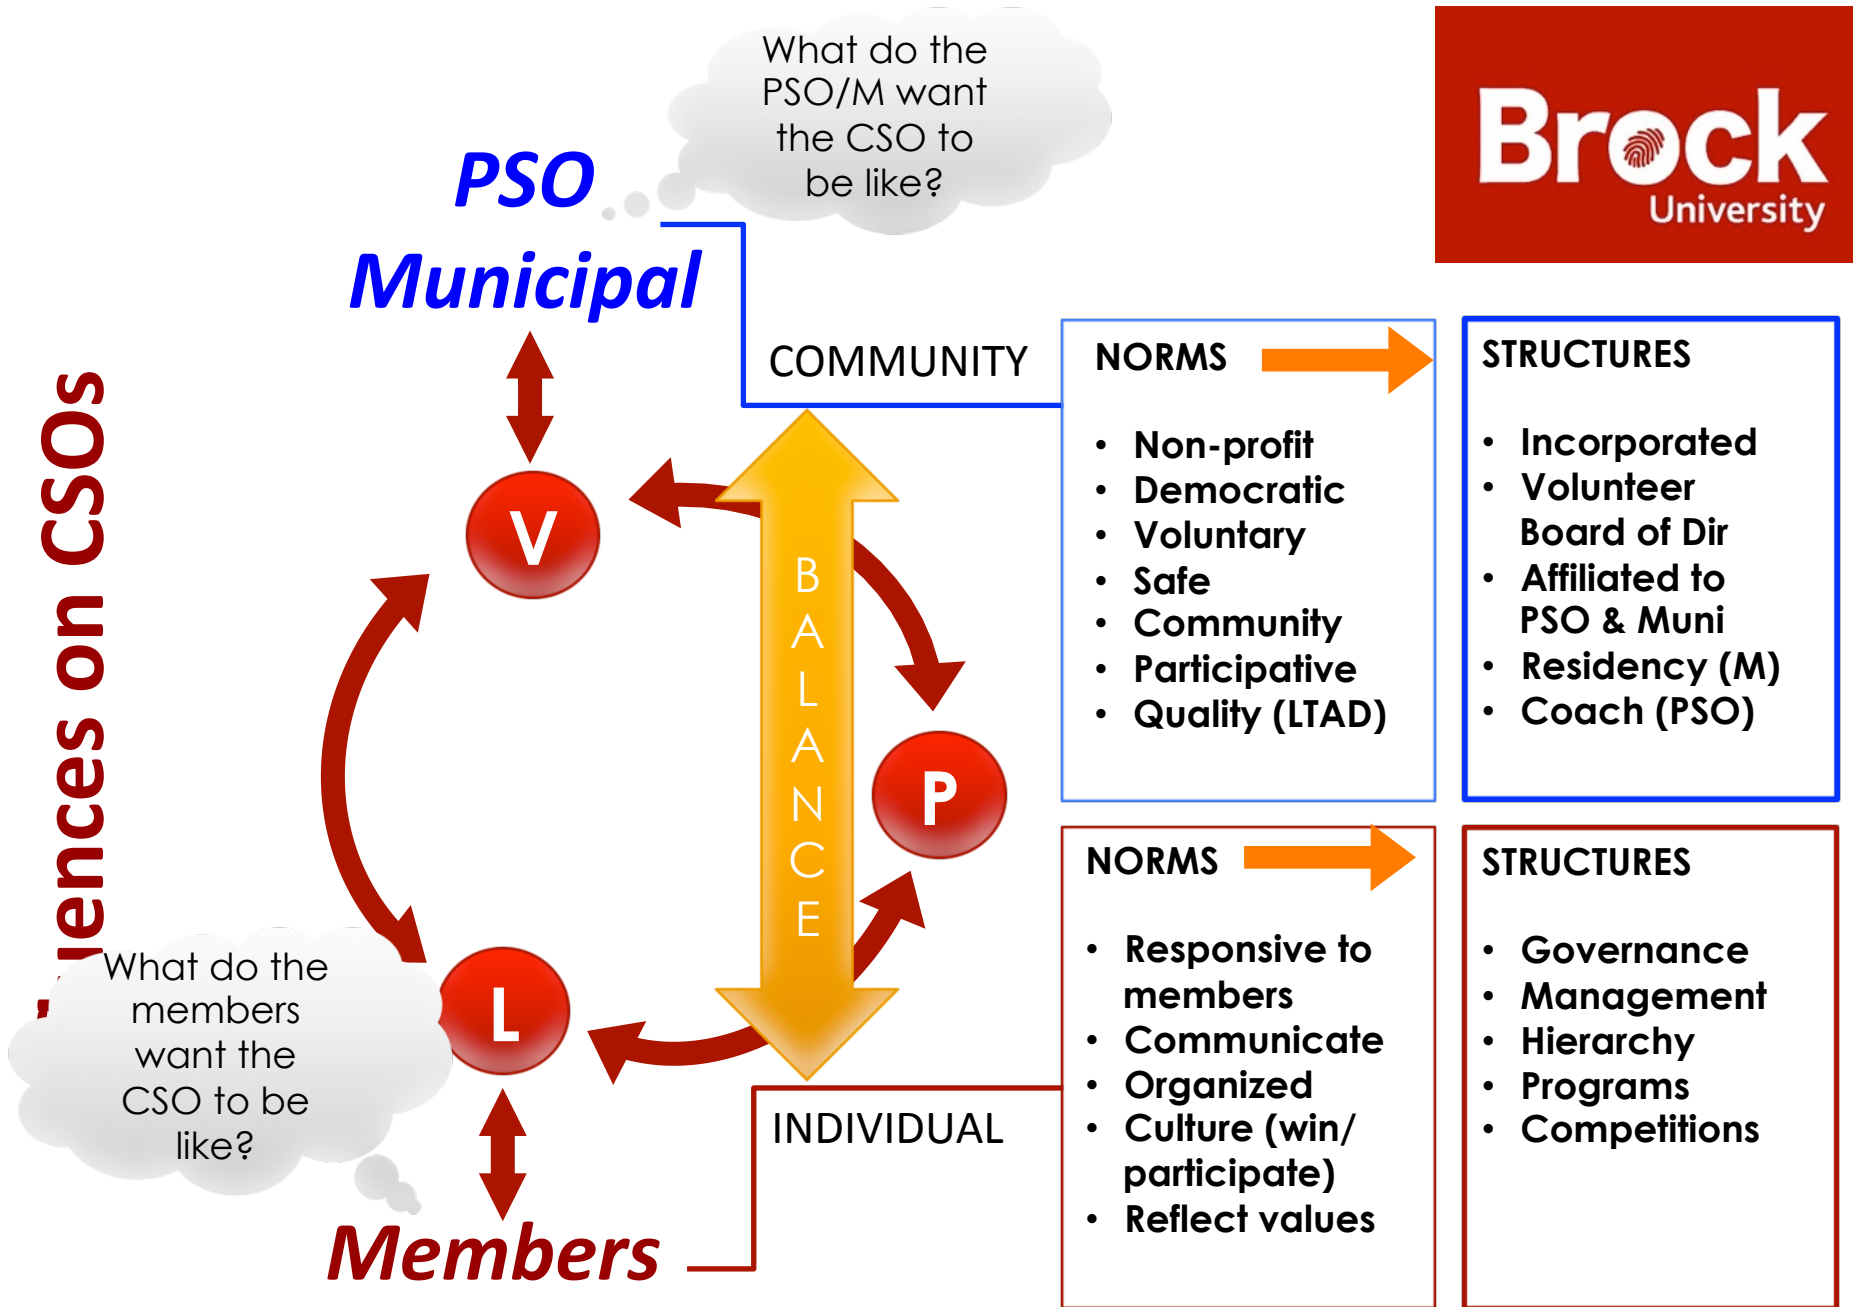 What do the
PSO/M want
the CSO to
be like?
Brock
University
PSO
Municipal
COMMUNITY
NORMS
• Non-profit
• Democratic
• Voluntary
• Safe
• Community
• Participative
• Quality (LTAD)
STRUCTURES
• Incorporated
• Volunteer
Board of Dir
• Affiliated to
PSO & Muni
• Residency (M)
• Coach (PSO)
uences on CSOs
V
P
L
BALANCE
What do the
members
want the
CSO to be
like?
Members
INDIVIDUAL
NORMS
• Responsive to
members
• Communicate
• Organized
• Culture (win/
participate)
• Reflect values
STRUCTURES
• Governance
• Management
• Hierarchy
• Programs
• Competitions